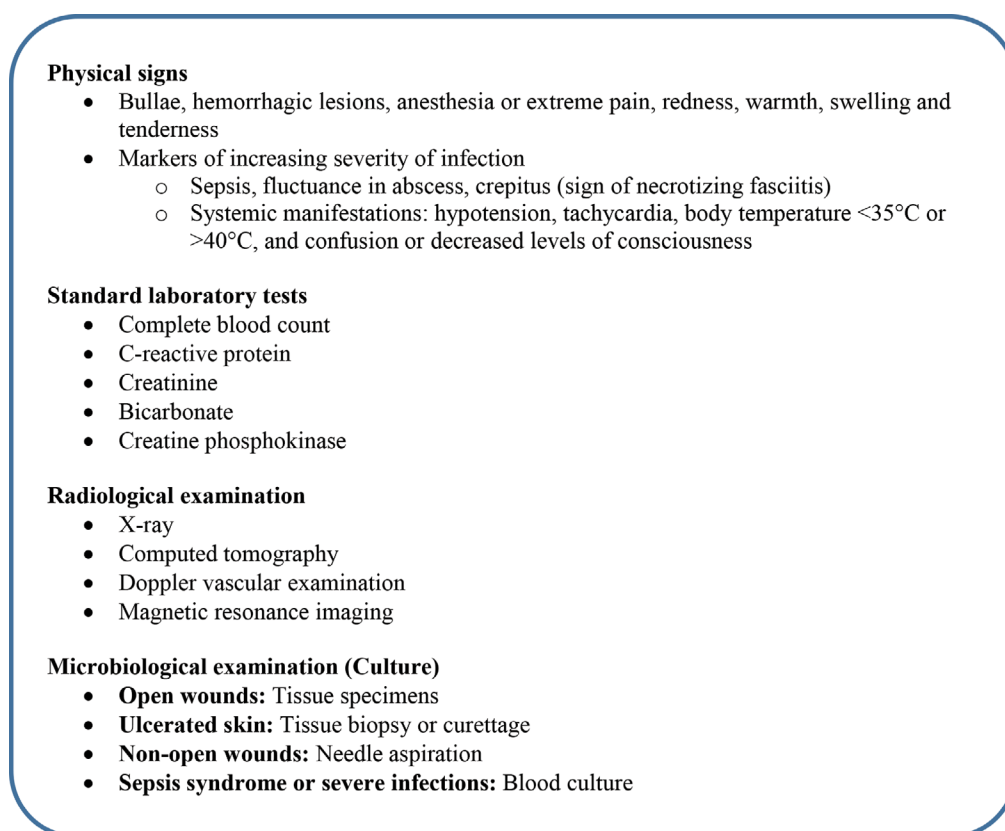 Physical signs
• Bullae, hemorrhagic lesions, anesthesia or extreme pain, redness, warmth, swelling and
tenderness
• Markers of increasing severity of infection
o Sepsis, fluctuance in abscess, crepitus (sign of necrotizing fasciitis)
o Systemic manifestations: hypotension, tachycardia, body temperature <35°C or
>40°C, and confusion or decreased levels of consciousness
Standard laboratory tests
• Complete blood count
• C-reactive protein
• Creatinine
• Bicarbonate
• Creatine phosphokinase
Radiological examination
• X-ray
• Computed tomography
• Doppler vascular examination
• Magnetic resonance imaging
Microbiological examination (Culture)
• Open wounds: Tissue specimens
• Ulcerated skin: Tissue biopsy or curettage
• Non-open wounds: Needle aspiration
• Sepsis syndrome or severe infections: Blood culture